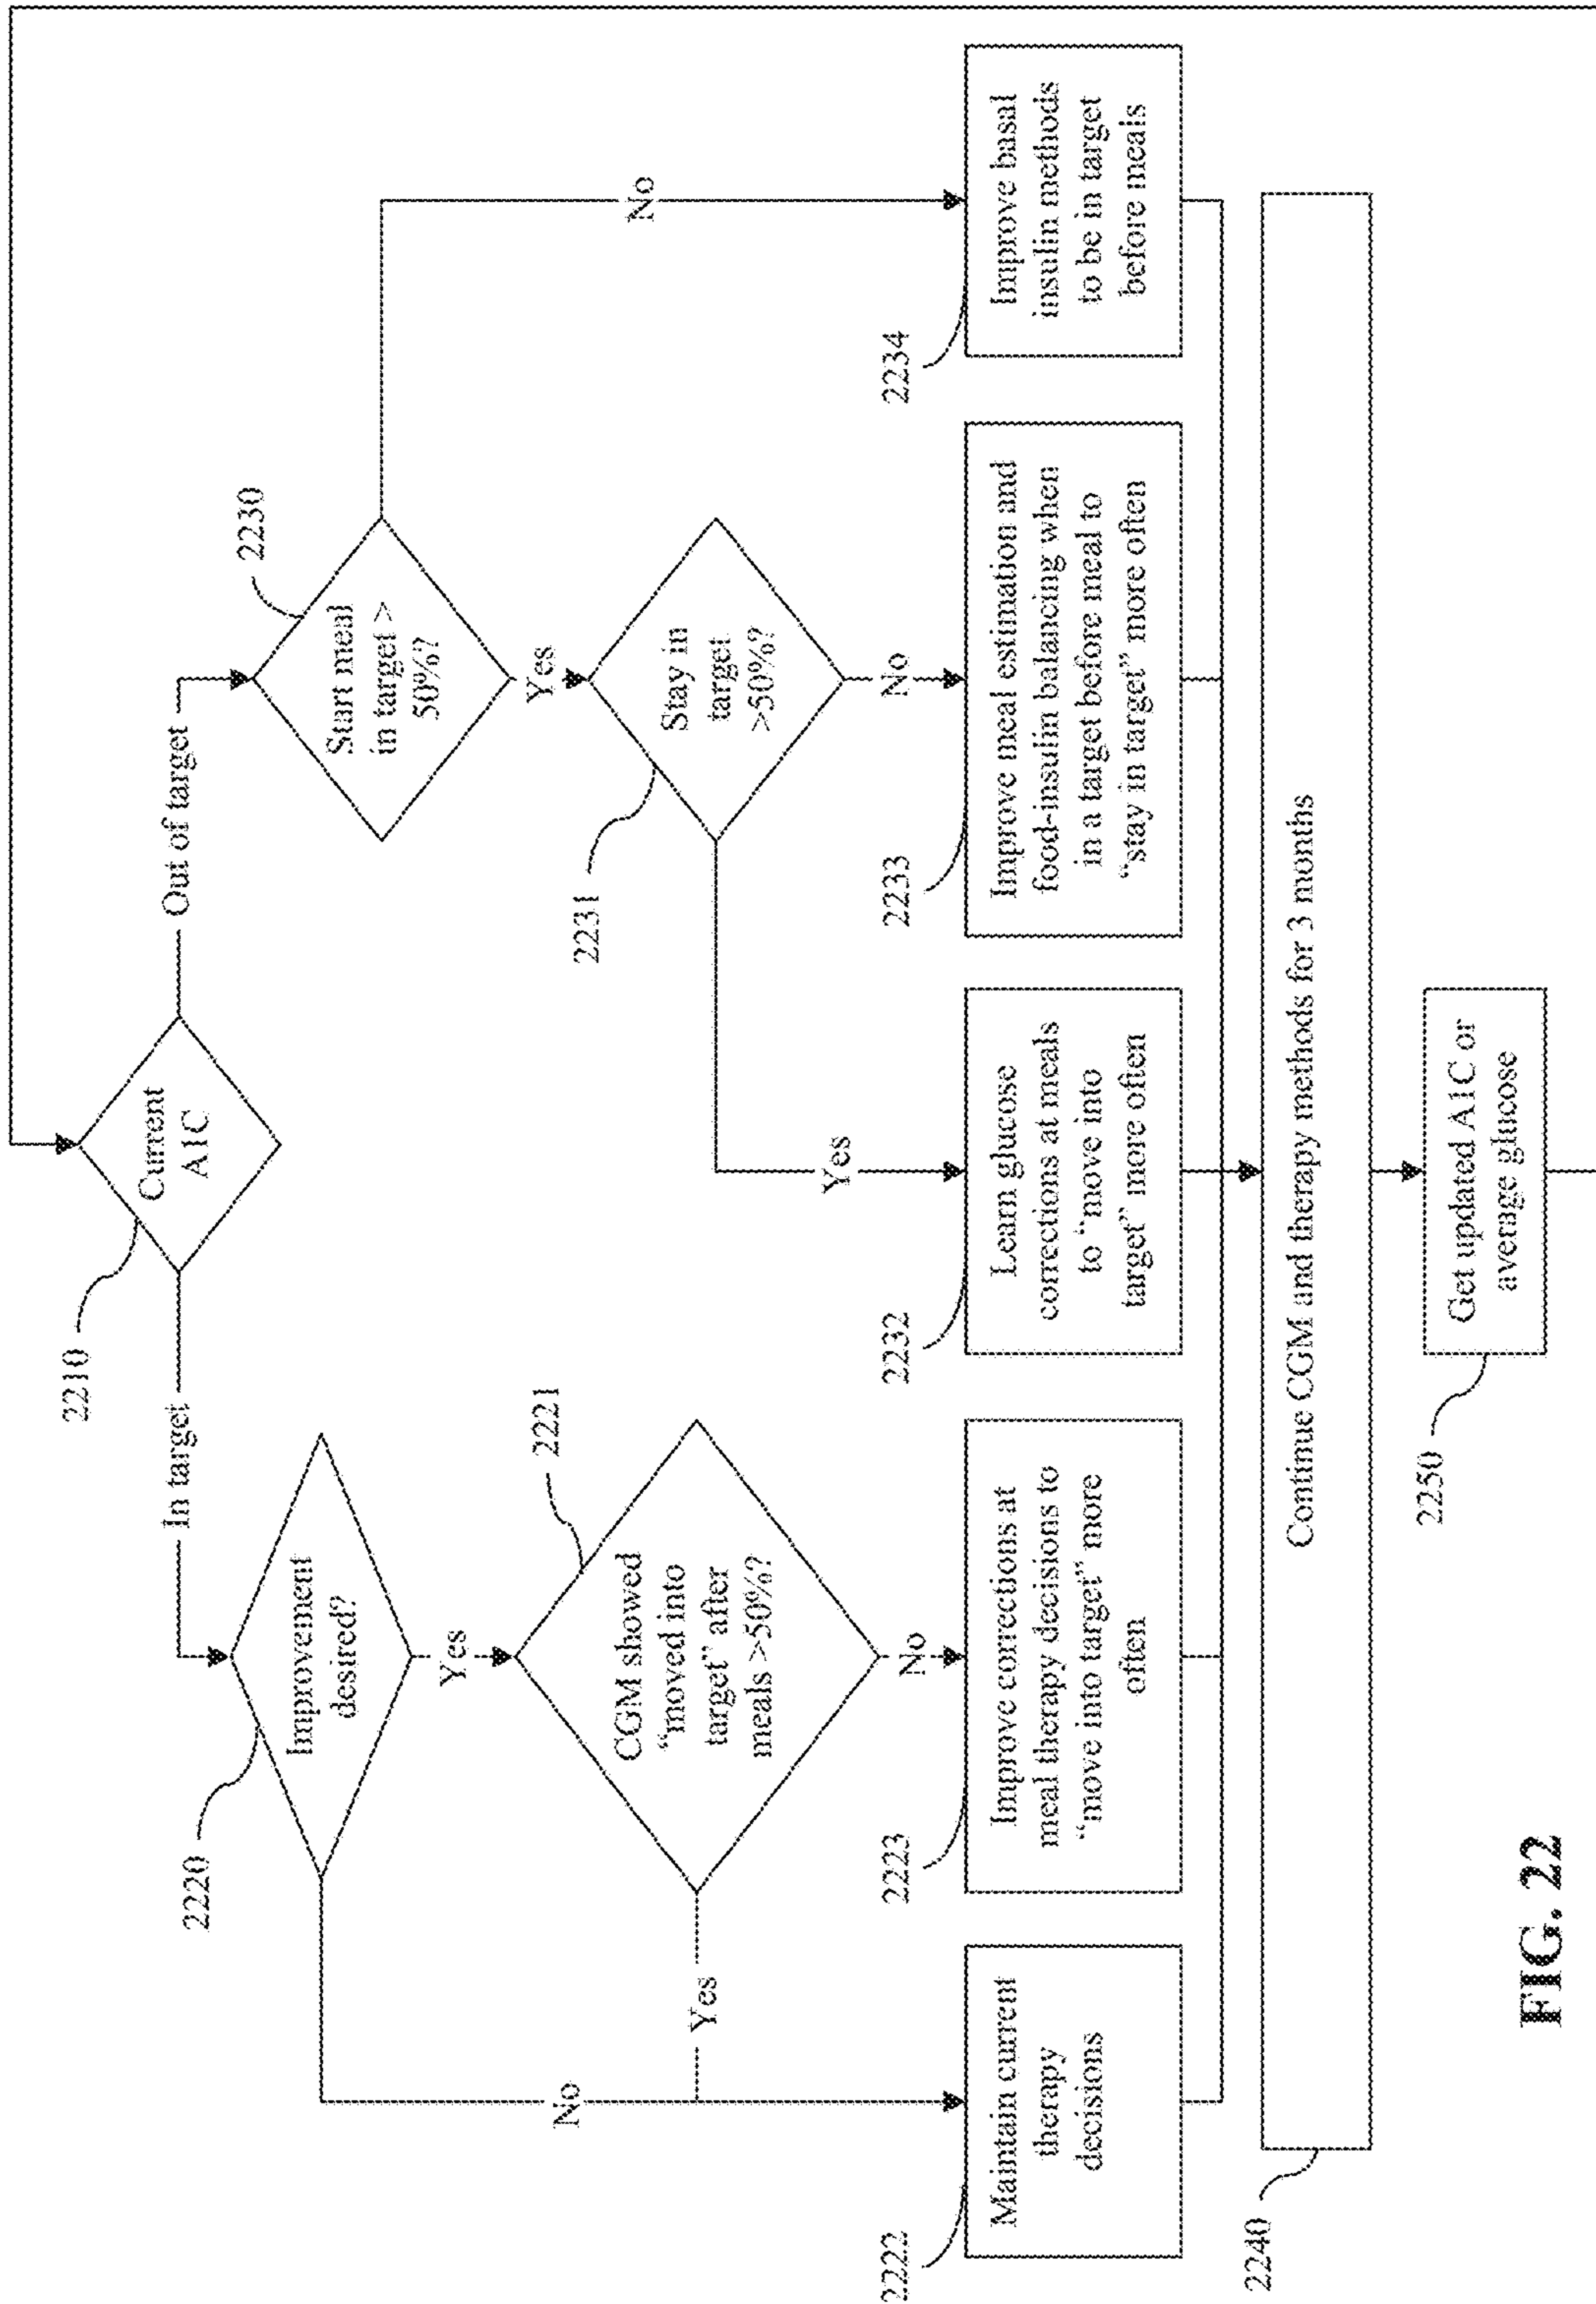 Current
A1C
2210
In target
Out of target
2220
Improvement
desired?
Yes
No
2221
CGM showed
“moved into
target” after
meals >50%?
Yes
No
2230
Start meal
in target >
50%?
Yes
No
2231
Stay in
target
>50%?
Yes
No
2222
Maintain current
therapy
decisions
2223
Improve corrections at
meal therapy decisions to
“move into target” more
often
2232
Learn glucose
corrections at meals
to “move into
target” more often
2233
Improve meal estimation and
food-insulin balancing when
in a target before meal to
“stay in target” more often
2234
Improve basal
insulin methods
to be in target
before meals
2240
Continue CGM and therapy methods for 3 months
2250
Get updated A1C or
average glucose
FIG. 22